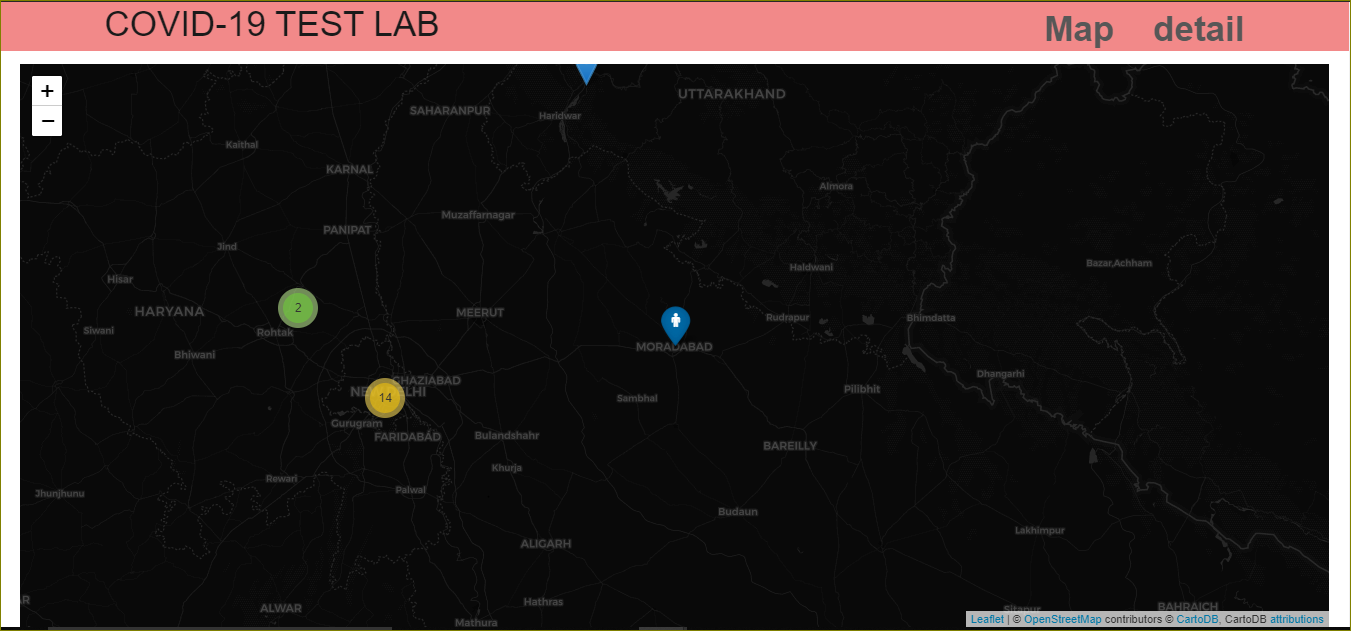 COVID-19 TEST LAB
Map detail
+
−
UTTARAKHAND
SAHARANPUR
Haridwar
Kaithal
KARNAL
Almora
Muzaffarnagar
PANIPAT
Jind
Bazar,Achham
Haldwani
Hisar
2
HARYANA
MEERUT
Rudrapur
Bhimdatta
Siwani
Rohtak
MORADABAD
Bhiwani
Dhangarhi
GHAZIABAD
Pilibhit
14
Sambhal
Gurugram
FARIDABAD
Bulandshahr
BAREILLY
Khurja
Rewari
Palwal
Jhunjhunu
Budaun
Lakhimpur
ALIGARH
Hathras
ALWAR
BAHRAICH
Sitapur
Mathura
Leaflet | © OpenStreetMap contributors © CartoDB, CartoDB attributions